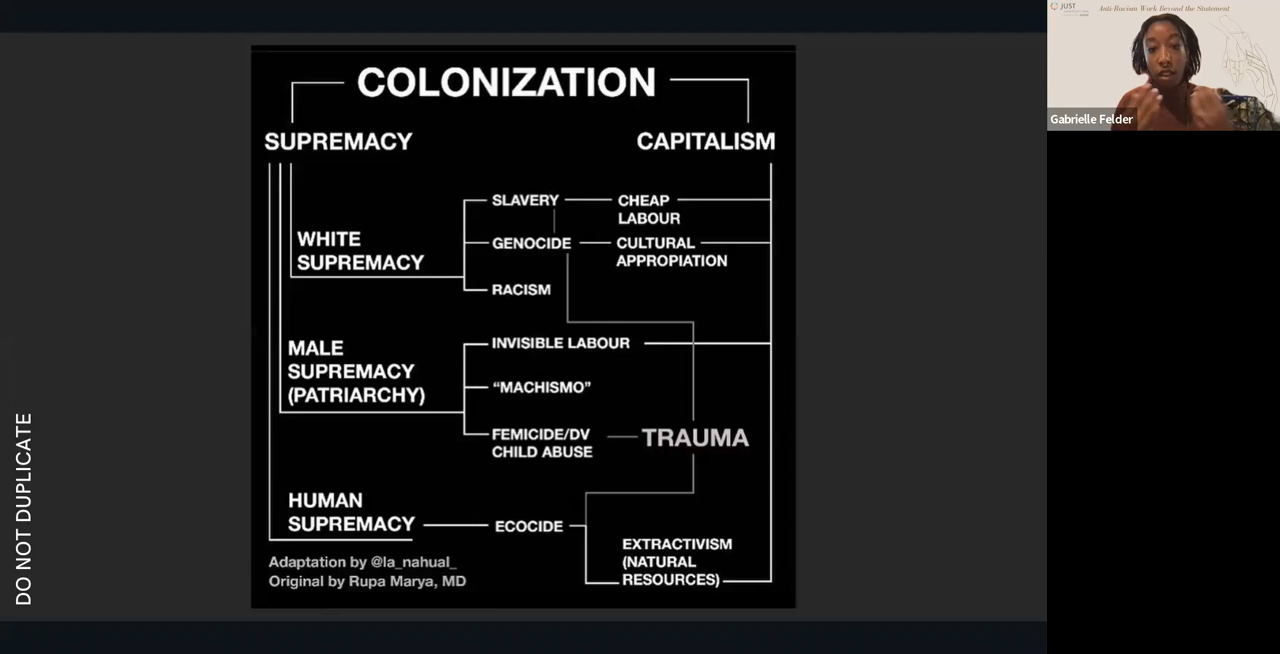 COLONIZATION
SUPREMACY
CAPITALISM
SLAVERY
CHEAP
LABOUR
WHITE
SUPREMACY
GENOCIDE
CULTURAL
APPROPIATION
RACISM
MALE
SUPREMACY
(PATRIARCHY)
INVISIBLE LABOUR
“MACHISMO”
FEMICIDE/DV
CHILD ABUSE
TRAUMA
HUMAN
SUPREMACY
ECOCIDE
EXTRACTIVISM
(NATURAL
RESOURCES)
Adaptation by @la_nahual_
Original by Rupa Marya, MD
DO NOT DUPLICATE
JUST
Anti-Racism Work Beyond the Statement
Gabrielle Felder